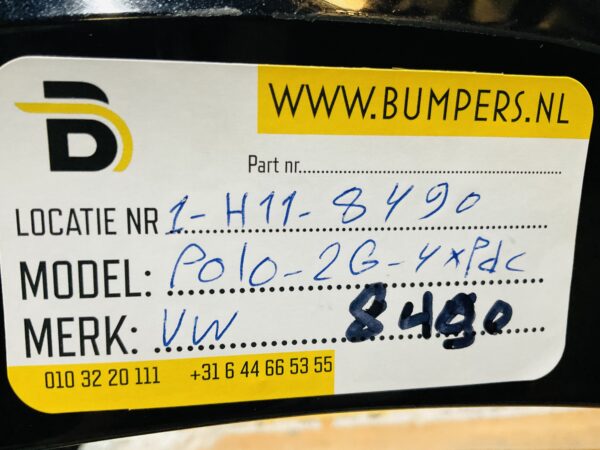 WWW.BUMPERS.NL
Part nr.
LOCATIE NR 1-H11-8490
MODEL: Polo-2G-4xPdc
MERK: VW 8490
010 32 20 111 +31 6 44 66 53 55